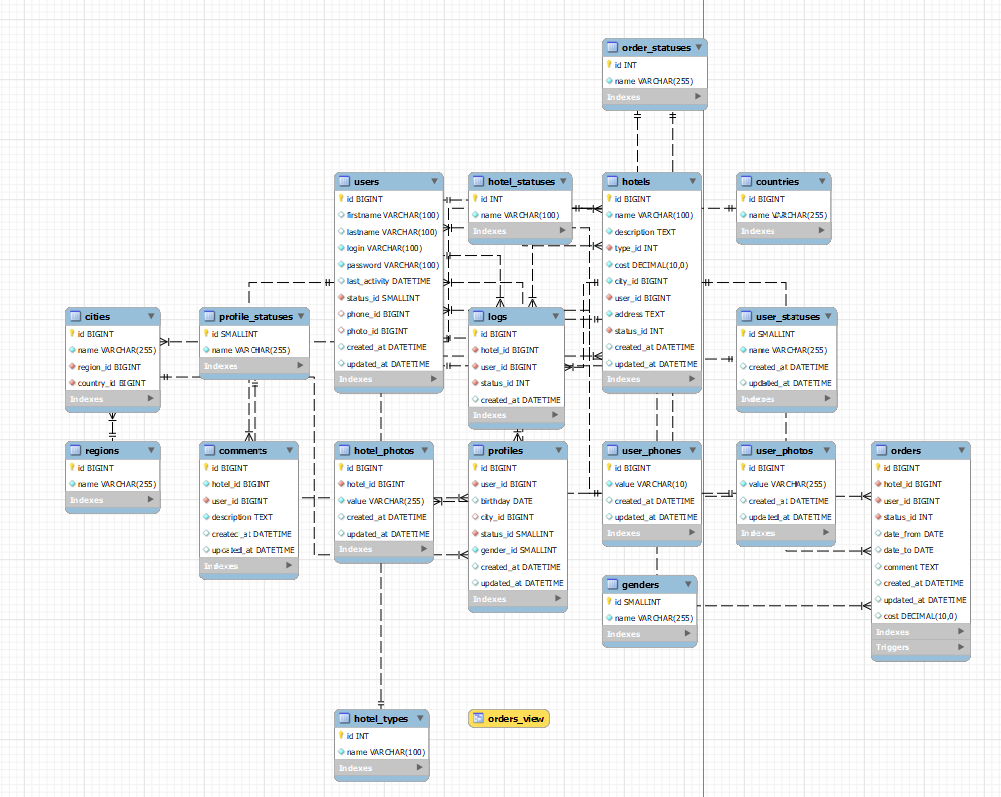 order_statuses
id INT
name VARCHAR(255)
Indexes
users
id BIGINT
firstname VARCHAR(100)
lastname VARCHAR(100)
login VARCHAR(100)
password VARCHAR(100)
last_activity DATETIME
status_id SMALLINT
phone_id BIGINT
photo_id BIGINT
created_at DATETIME
updated_at DATETIME
Indexes
hotel_statuses
id INT
name VARCHAR(100)
Indexes
hotels
id BIGINT
name VARCHAR(100)
description TEXT
type_id INT
cost DECIMAL(10,0)
city_id BIGINT
user_id BIGINT
address TEXT
status_id INT
created_at DATETIME
updated_at DATETIME
Indexes
countries
id BIGINT
name VARCHAR(255)
Indexes
cities
id BIGINT
name VARCHAR(255)
region_id BIGINT
country_id BIGINT
Indexes
profile_statuses
id SMALLINT
name VARCHAR(255)
Indexes
logs
id BIGINT
hotel_id BIGINT
user_id BIGINT
status_id INT
created_at DATETIME
Indexes
user_statuses
id SMALLINT
name VARCHAR(255)
created_at DATETIME
updated_at DATETIME
Indexes
regions
id BIGINT
name VARCHAR(255)
Indexes
comments
id BIGINT
hotel_id BIGINT
user_id BIGINT
description TEXT
created_at DATETIME
updated_at DATETIME
Indexes
hotel_photos
id BIGINT
hotel_id BIGINT
value VARCHAR(255)
created_at DATETIME
updated_at DATETIME
Indexes
profiles
id BIGINT
user_id BIGINT
birthday DATE
city_id BIGINT
status_id SMALLINT
gender_id SMALLINT
created_at DATETIME
updated_at DATETIME
Indexes
user_phones
id BIGINT
value VARCHAR(10)
created_at DATETIME
updated_at DATETIME
Indexes
user_photos
id BIGINT
value VARCHAR(255)
created_at DATETIME
updated_at DATETIME
Indexes
orders
id BIGINT
hotel_id BIGINT
user_id BIGINT
status_id INT
date_from DATE
date_to DATE
comment TEXT
created_at DATETIME
updated_at DATETIME
cost DECIMAL(10,0)
Indexes
Triggers
genders
id SMALLINT
name VARCHAR(255)
Indexes
hotel_types
id INT
name VARCHAR(100)
Indexes
orders_view